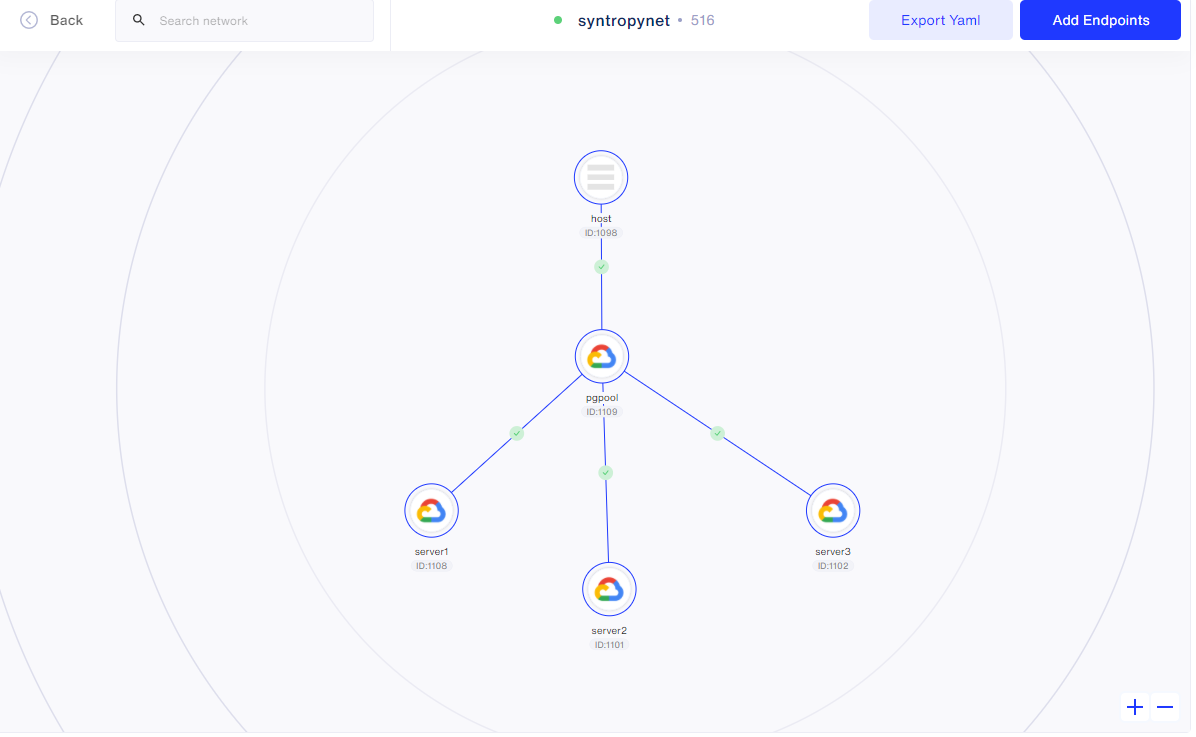 Back
Search network
syntropynet • 516
Export Yaml
Add Endpoints
host
ID:1098
pgpool
ID:1109
server1
ID:1108
server3
ID:1102
server2
ID:1101